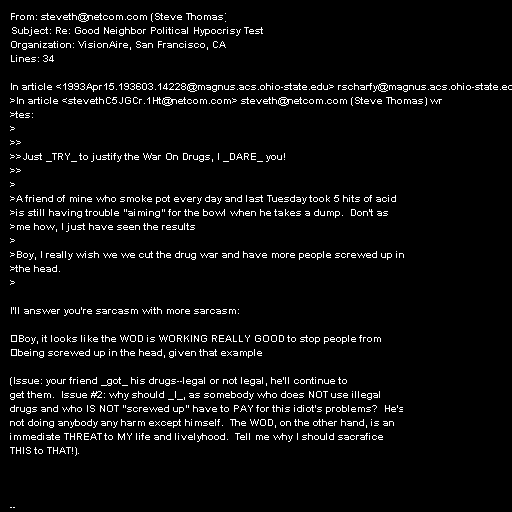 From: steveth@netcom.com (Steve Thomas)
Subject: Re: Good Neighbor Political Hypocrisy Test
Organization: VisionAire, San Francisco, CA
Lines: 34

In article <1993Apr15.193603.14228@magnus.acs.ohio-state.edu> rscharfy@magnus.acs.ohio-state.ed
>In article <stevethC5JGCr.1Ht@netcom.com> steveth@netcom.com (Steve Thomas) wr
>tes:
>
>>
>>Just _TRY_ to justify the War On Drugs, I _DARE_ you!
>>
>
>A friend of mine who smoke pot every day and last Tuesday took 5 hits of acid
>is still having trouble "aiming" for the bowl when he takes a dump.  Don't as
>me how, I just have seen the results
>
>Boy, I really wish we we cut the drug war and have more people screwed up in
>the head.
>

I'll answer you're sarcasm with more sarcasm:

Boy, it looks like the WOD is WORKING REALLY GOOD to stop people from
being screwed up in the head, given that example

(Issue: your friend _got_ his drugs--legal or not legal, he'll continue to
get them.  Issue #2: why should _I_, as somebody who does NOT use illegal
drugs and who IS NOT "screwed up" have to PAY for this idiot's problems?  He's
not doing anybody any harm except himself.  The WOD, on the other hand, is an
immediate THREAT to MY life and livelyhood.  Tell me why I should sacrafice
THIS to THAT!).

--